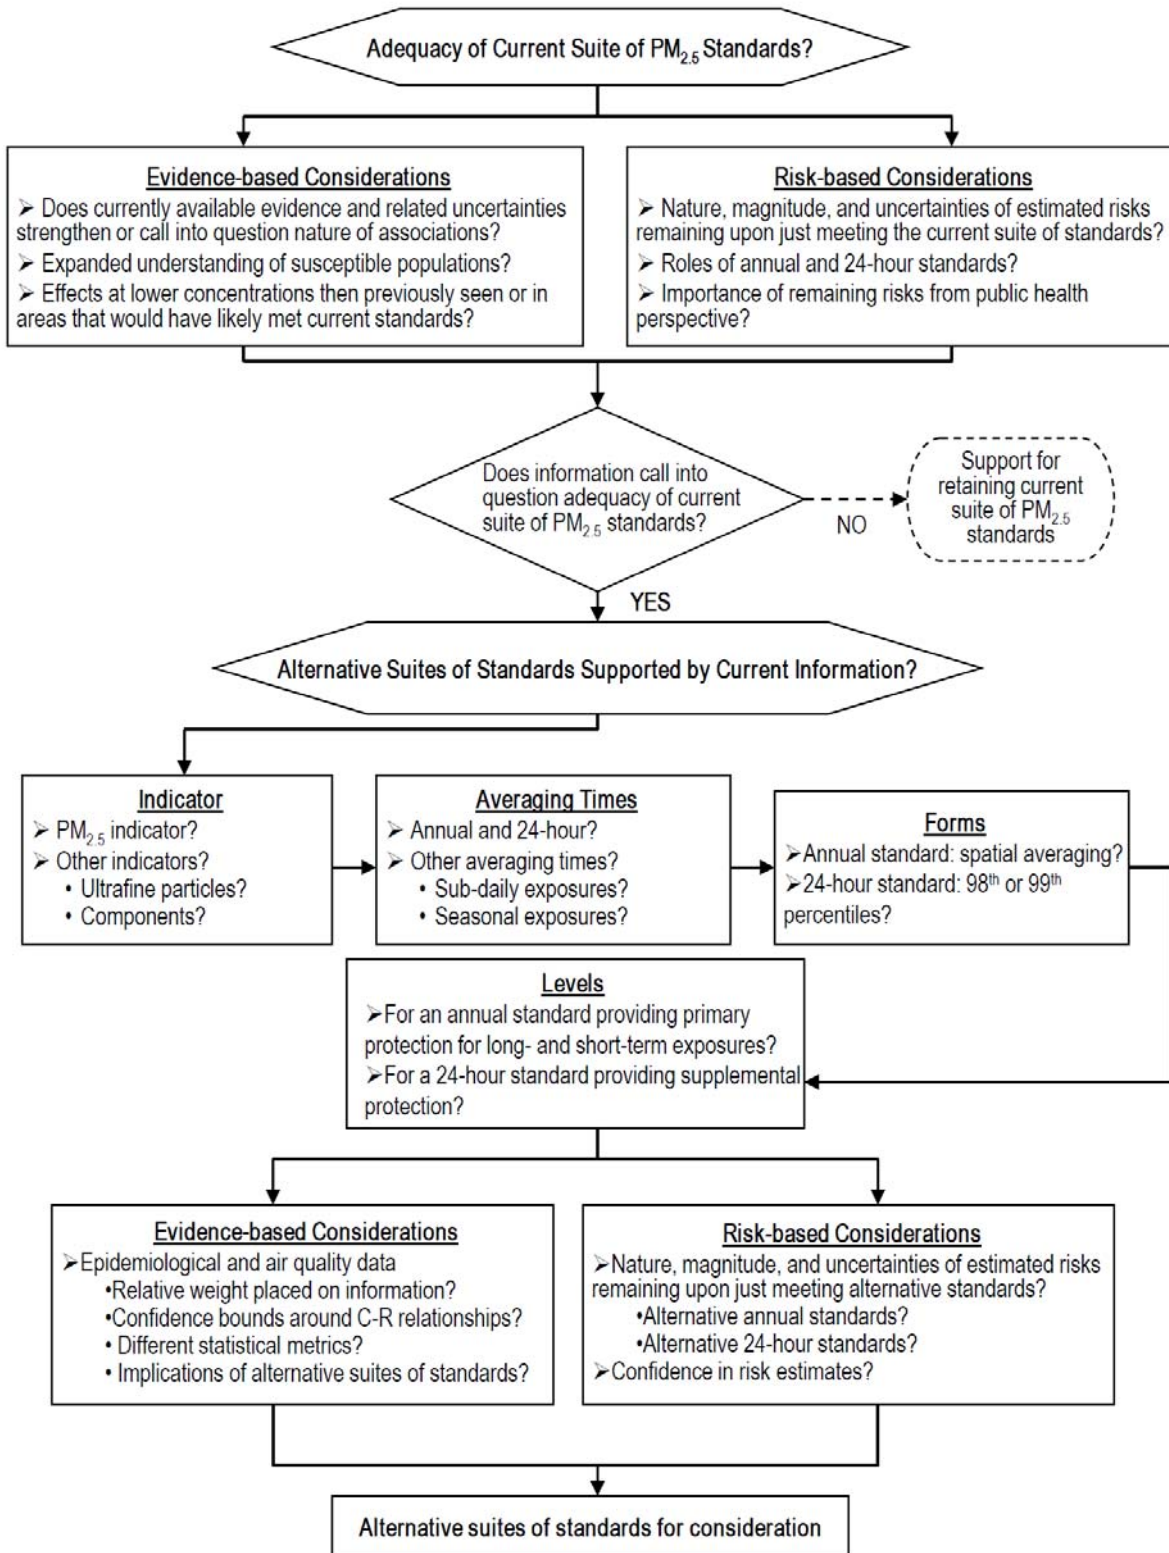 Adequacy of Current Suite of PM2.5 Standards?
Evidence-based Considerations
➤ Does currently available evidence and related uncertainties
strengthen or call into question nature of associations?
➤ Expanded understanding of susceptible populations?
➤ Effects at lower concentrations then previously seen or in
areas that would have likely met current standards?
Risk-based Considerations
➤ Nature, magnitude, and uncertainties of estimated risks
remaining upon just meeting the current suite of standards?
➤ Roles of annual and 24-hour standards?
➤ Importance of remaining risks from public health
perspective?
Does information call into
question adequacy of current
suite of PM2.5 standards?
NO
Support for
retaining current
suite of PM2.5
standards
YES
Alternative Suites of Standards Supported by Current Information?
Indicator
➤ PM2.5 indicator?
➤ Other indicators?
• Ultrafine particles?
• Components?
Averaging Times
➤ Annual and 24-hour?
➤ Other averaging times?
• Sub-daily exposures?
• Seasonal exposures?
Forms
➤Annual standard: spatial averaging?
➤24-hour standard: 98th or 99th
percentiles?
Levels
➤For an annual standard providing primary
protection for long- and short-term exposures?
➤For a 24-hour standard providing supplemental
protection?
Evidence-based Considerations
➤Epidemiological and air quality data
•Relative weight placed on information?
•Confidence bounds around C-R relationships?
• Different statistical metrics?
• Implications of alternative suites of standards?
Risk-based Considerations
➤Nature, magnitude, and uncertainties of estimated risks
remaining upon just meeting alternative standards?
•Alternative annual standards?
•Alternative 24-hour standards?
➤Confidence in risk estimates?
Alternative suites of standards for consideration